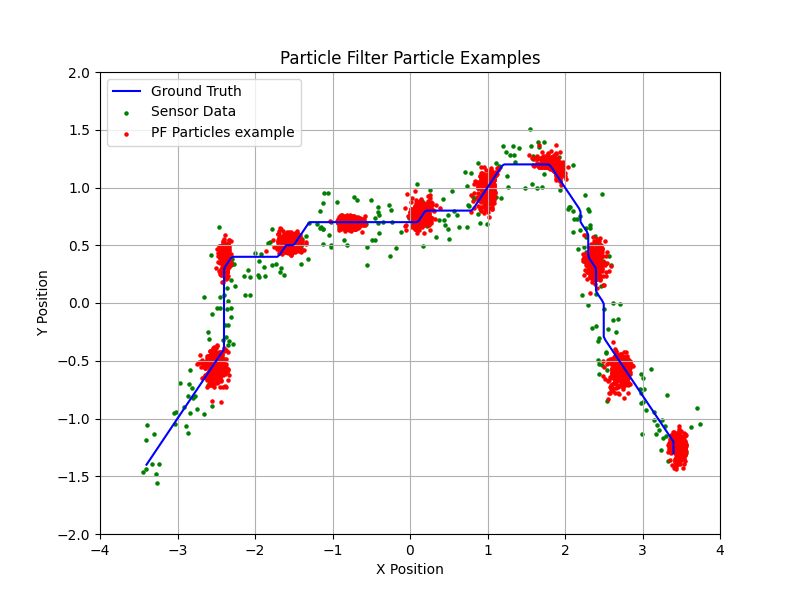 Particle Filter Particle Examples
Ground Truth
Sensor Data
PF Particles example
2.0
1.5
1.0
0.5
0.0
−0.5
−1.0
−1.5
−2.0
Y Position
−4 −3 −2 −1 0 1 2 3 4
X Position